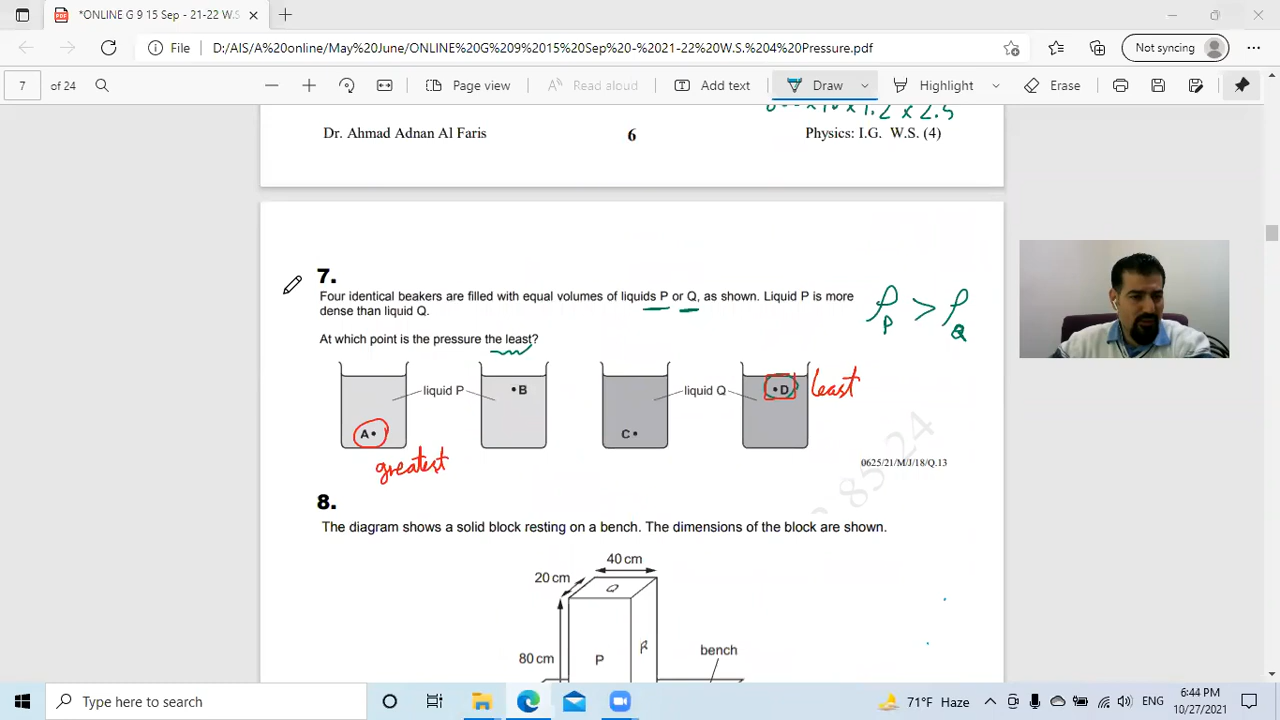 *ONLINE G 9 15 Sep - 21-22 W.S.
File
D:/AIS/A%20online/May%20June/ONLINE%20G%209%2015%20Sep%20-%2021-22%20W.S.%204%20Pressure.pdf
Not syncing
7 of 24
Page view
Read aloud
Add text
Draw
Highlight
Erase
x 1.2 x 2.5
Dr. Ahmad Adnan Al Faris
6
Physics: I.G. W.S. (4)
7.
Four identical beakers are filled with equal volumes of liquids P or Q, as shown. Liquid P is more
dense than liquid Q.
ρP > ρQ
At which point is the pressure the least?
liquid P
B
liquid Q
D
least
A
C
greatest
0625/21/M/J/18/Q.13
85 24
8.
The diagram shows a solid block resting on a bench. The dimensions of the block are shown.
40 cm
20 cm
Q
R
bench
80 cm
P
Type here to search
71°F Haze
ENG
6:44 PM
10/27/2021